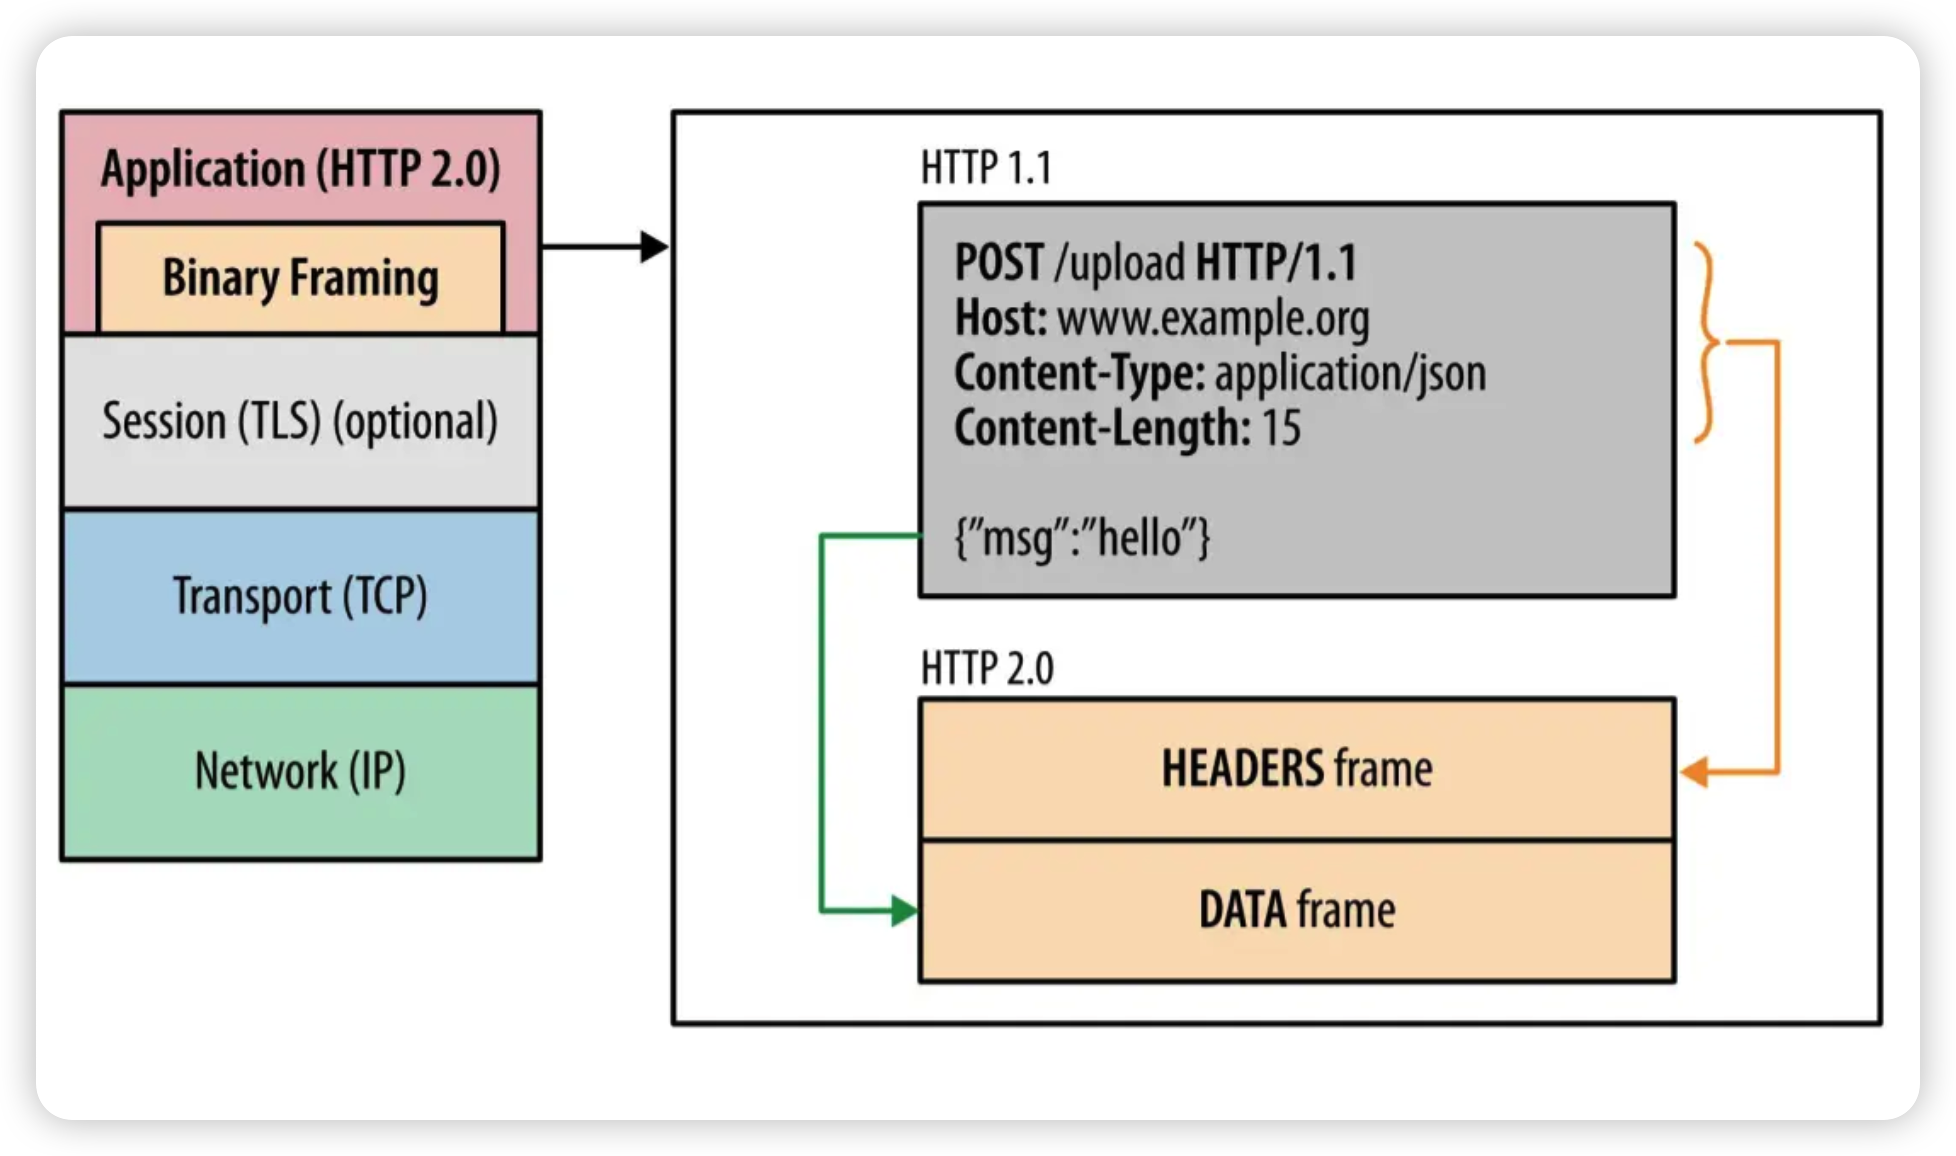 Application (HTTP 2.0)
Binary Framing
Session (TLS) (optional)
Transport (TCP)
Network (IP)
HTTP 1.1
POST /upload HTTP/1.1
Host: www.example.org
Content-Type: application/json
Content-Length: 15
{”msg”:”hello”}
HTTP 2.0
HEADERS frame
DATA frame